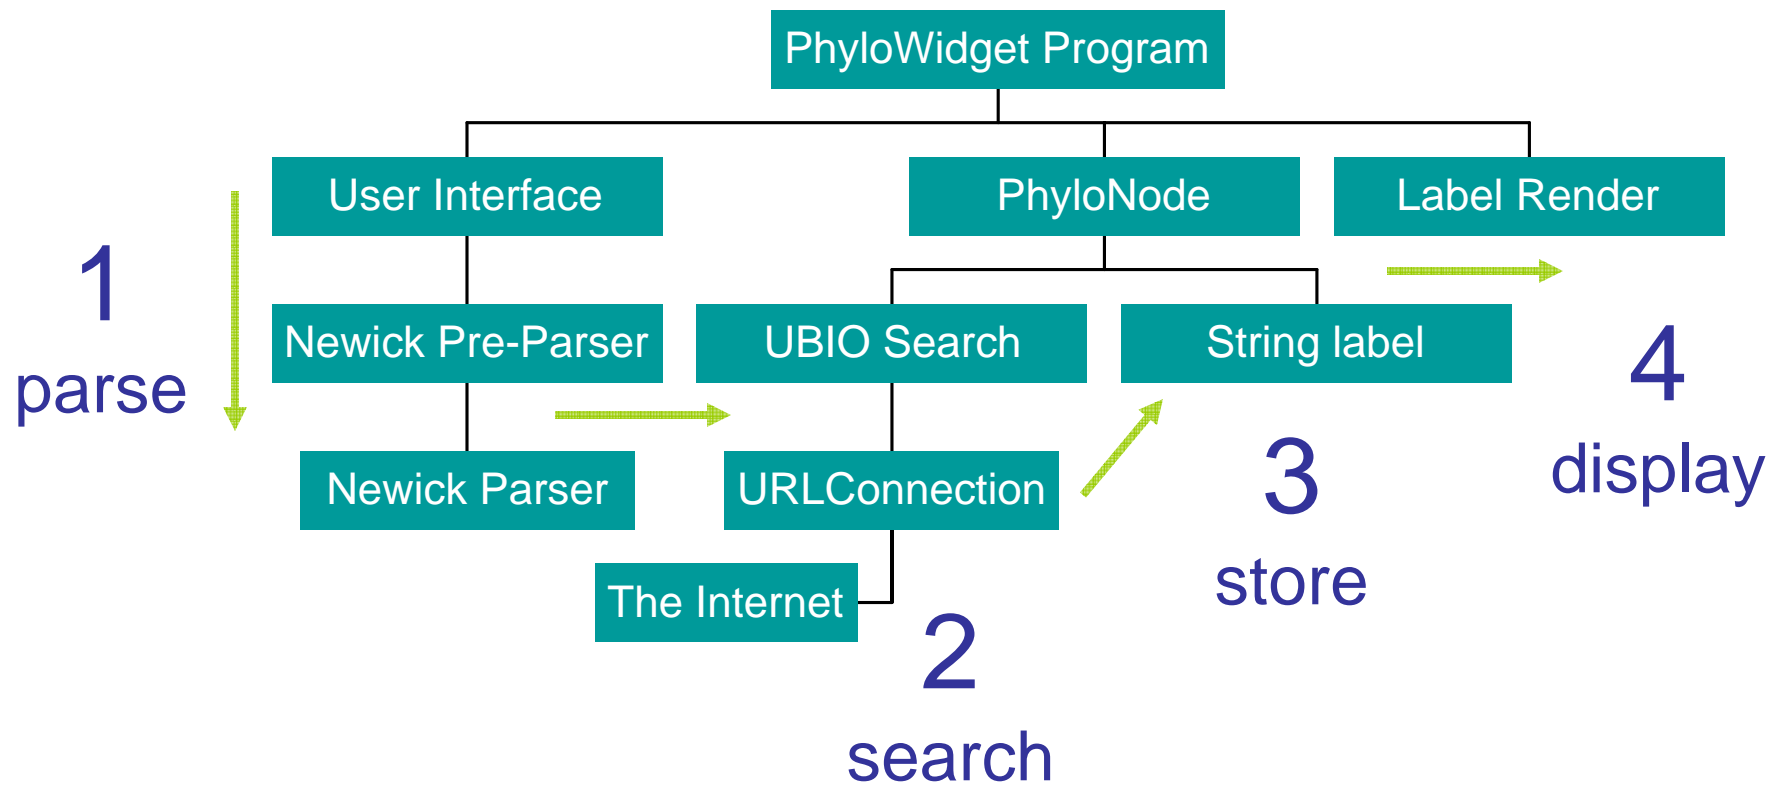 PhyloWidget Program
User Interface
PhyloNode
Label Render
1
parse
Newick Pre-Parser
UBIO Search
String label
4
display
Newick Parser
URLConnection
3
store
The Internet
2
search